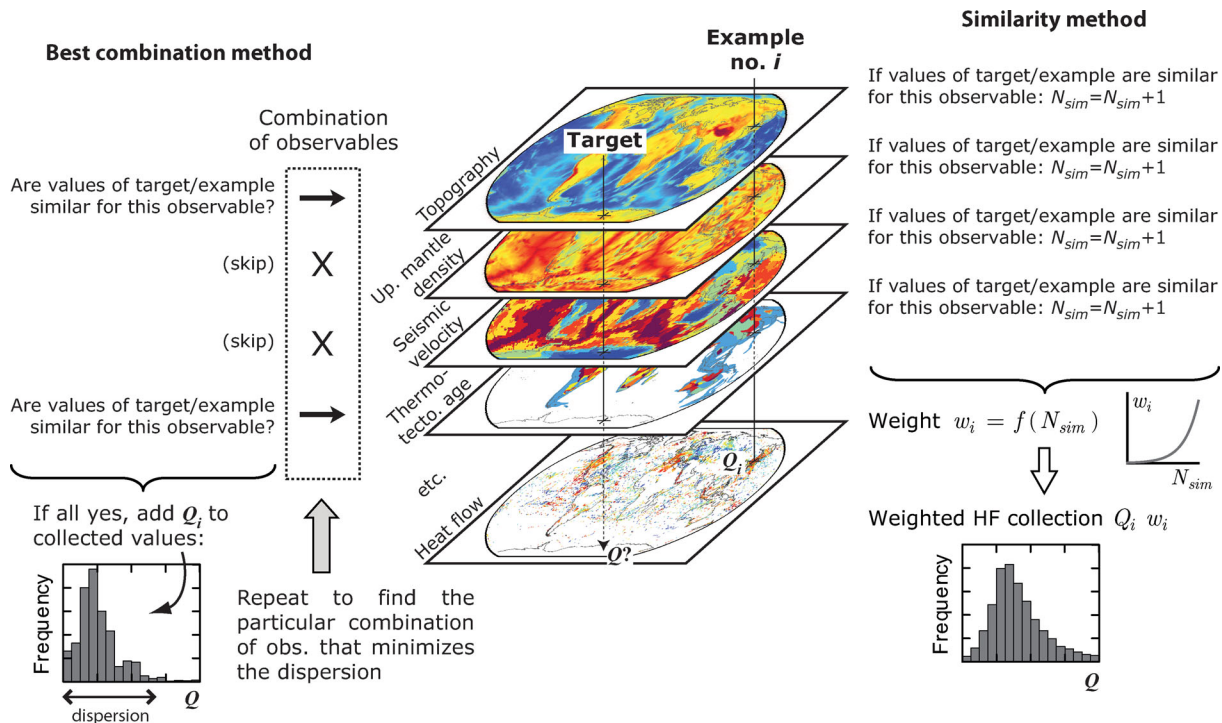 Best combination method
Combination
of observables
Are values of target/example
similar for this observable?
(skip)
X
(skip)
X
Are values of target/example
similar for this observable?
If all yes, add Qi to
collected values:
Frequency
Q
dispersion
Repeat to find the
particular combination
of obs. that minimizes
the dispersion
Example
no. i
Target
Topography
Up. mantle
density
Seismic
velocity
Thermo-
tecto. age
etc.
Heat flow
Qi
Q?
Similarity method
If values of target/example are similar
for this observable: Nsim=Nsim+1
If values of target/example are similar
for this observable: Nsim=Nsim+1
If values of target/example are similar
for this observable: Nsim=Nsim+1
If values of target/example are similar
for this observable: Nsim=Nsim+1
Weight wi = f(Nsim)
wi
Nsim
Weighted HF collection Qi wi
Frequency
Q